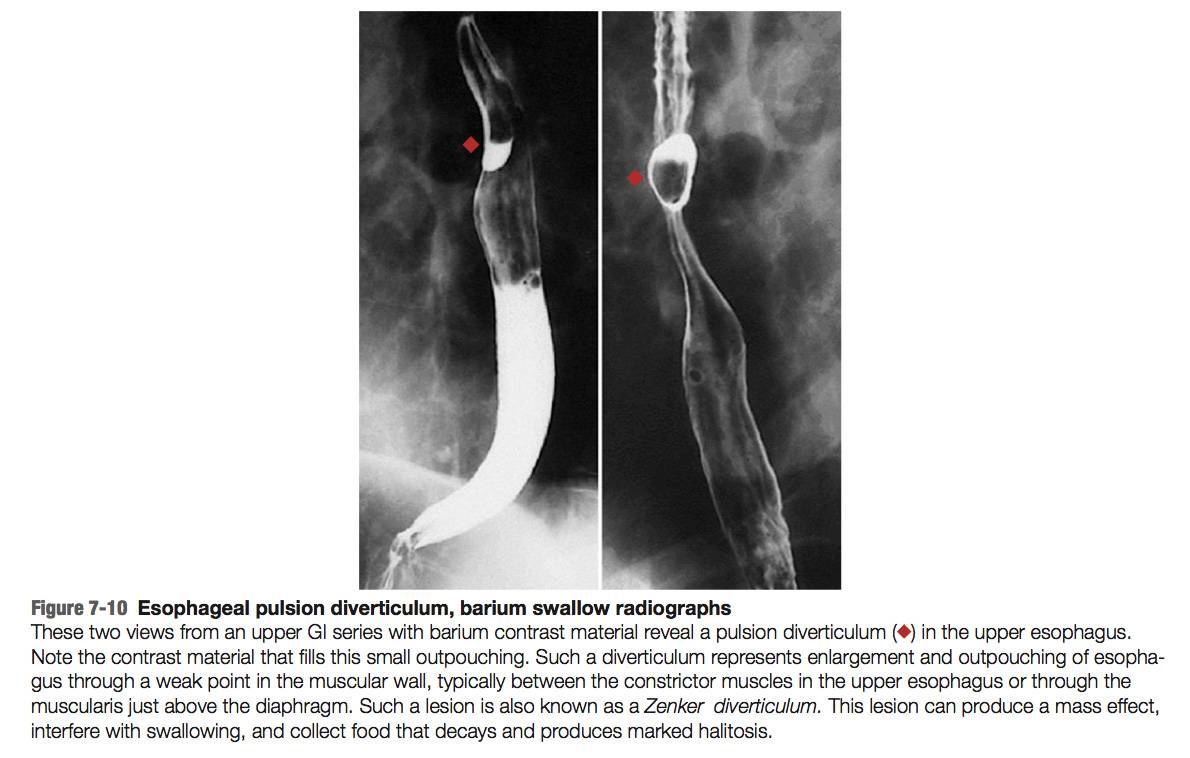 Figure 7-10 Esophageal pulsion diverticulum, barium swallow radiographs
These two views from an upper GI series with barium contrast material reveal a pulsion diverticulum (♦) in the upper esophagus.
Note the contrast material that fills this small outpouching. Such a diverticulum represents enlargement and outpouching of esopha-
gus through a weak point in the muscular wall, typically between the constrictor muscles in the upper esophagus or through the
muscularis just above the diaphragm. Such a lesion is also known as a Zenker diverticulum. This lesion can produce a mass effect,
interfere with swallowing, and collect food that decays and produces marked halitosis.